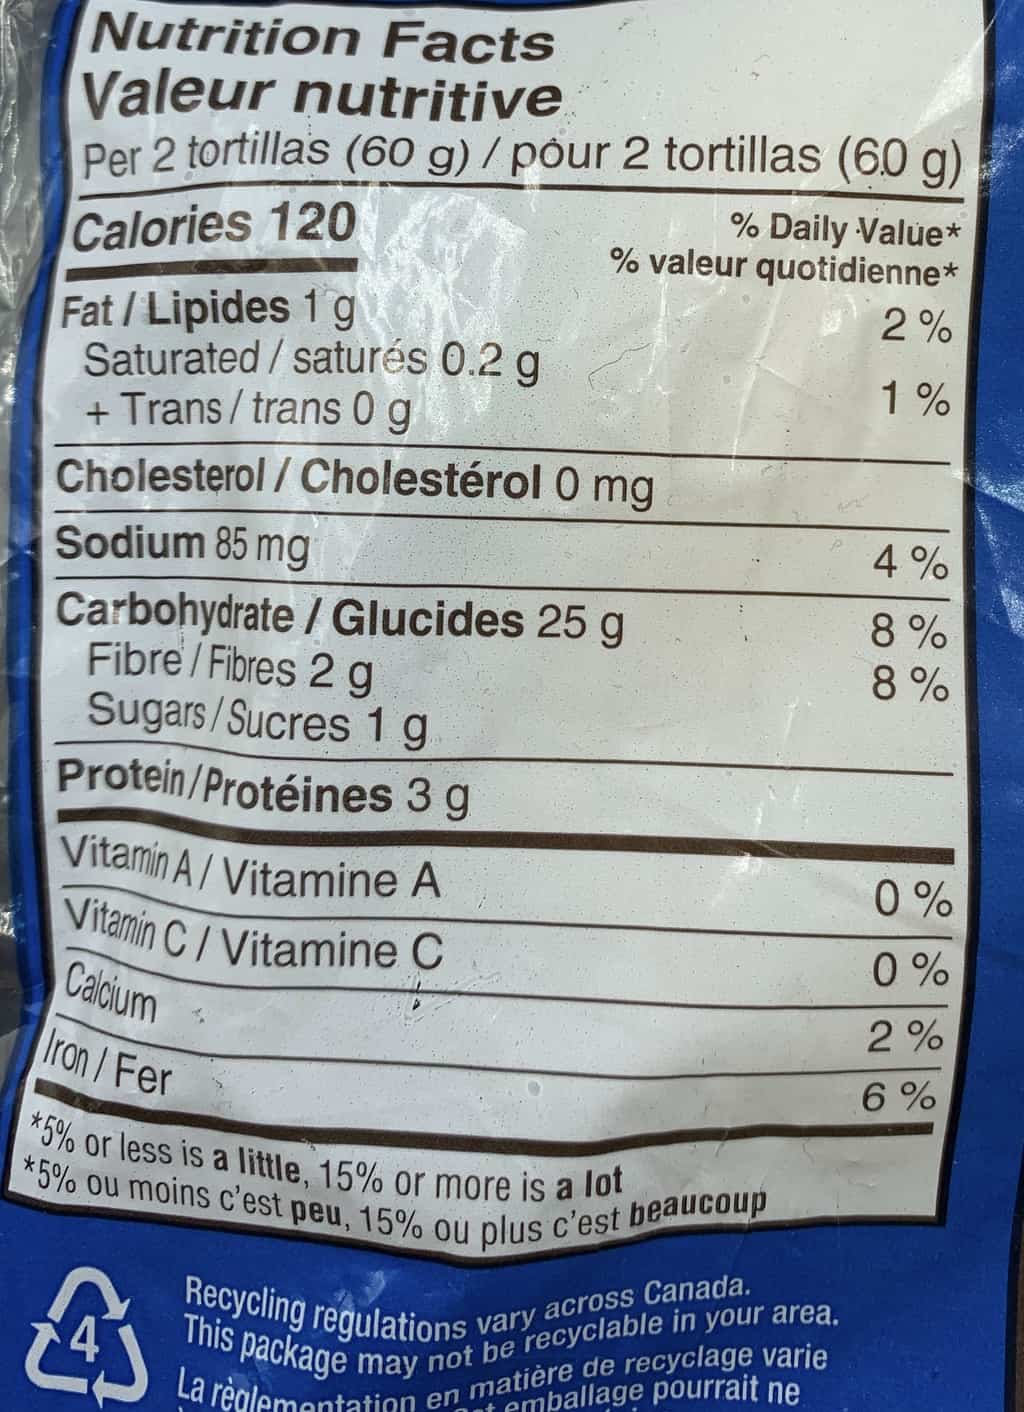 Nutrition Facts
Valeur nutritive
Per 2 tortillas (60 g) / pour 2 tortillas (60 g)
Calories 120
% Daily Value*
% valeur quotidienne*
Fat / Lipides 1 g 2 %
Saturated / saturés 0.2 g
+ Trans / trans 0 g 1 %
Cholesterol / Cholestérol 0 mg
Sodium 85 mg 4 %
Carbohydrate / Glucides 25 g 8 %
Fibre / Fibres 2 g 8 %
Sugars / Sucres 1 g
Protein / Protéines 3 g
Vitamin A / Vitamine A 0 %
Vitamin C / Vitamine C 0 %
Calcium 2 %
Iron / Fer 6 %
*5% or less is a little, 15% or more is a lot
*5% ou moins c'est peu, 15% ou plus c'est beaucoup
4
Recycling regulations vary across Canada.
This package may not be recyclable in your area.
La règlementation en matière de recyclage varie
emballage pourrait ne